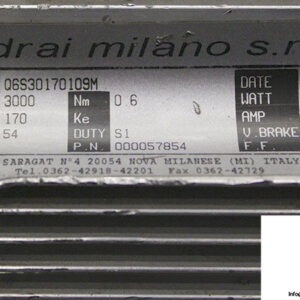 drai milano s.r
Q6S30170109M DATE
3000 Nm 0.6 WATT
170 Ke AMP
54 DUTY S1 V.BRAKE
P.N. 000057854 F.F.
SARAGAT N°4 20054 NOVA MILANESE (MI) ITALY
Tel.0362-42918-42201 Fax 0362-42729